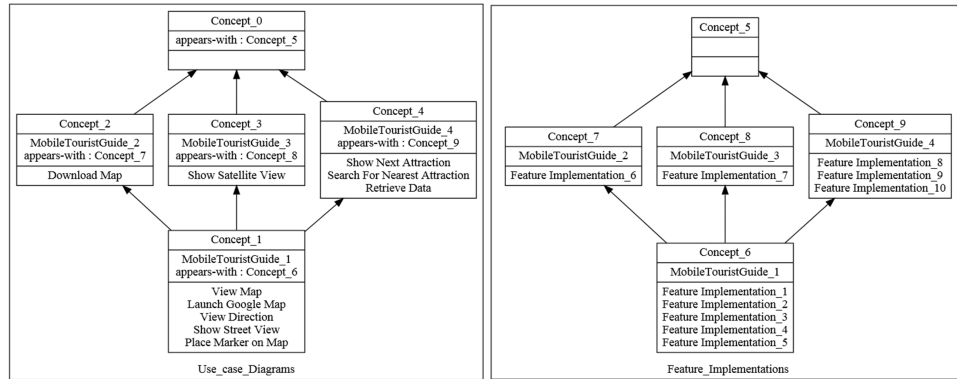 Concept_0
appears-with : Concept_5
Concept_2
MobileTouristGuide_2
appears-with : Concept_7
Download Map
Concept_3
MobileTouristGuide_3
appears-with : Concept_8
Show Satellite View
Concept_4
MobileTouristGuide_4
appears-with : Concept_9
Show Next Attraction
Search For Nearest Attraction
Retrieve Data
Concept_1
MobileTouristGuide_1
appears-with : Concept_6
View Map
Launch Google Map
View Direction
Show Street View
Place Marker on Map
Use_case_Diagrams
Concept_5
Concept_7
MobileTouristGuide_2
Feature Implementation_6
Concept_8
MobileTouristGuide_3
Feature Implementation_7
Concept_9
MobileTouristGuide_4
Feature Implementation_8
Feature Implementation_9
Feature Implementation_10
Concept_6
MobileTouristGuide_1
Feature Implementation_1
Feature Implementation_2
Feature Implementation_3
Feature Implementation_4
Feature Implementation_5
Feature_Implementations